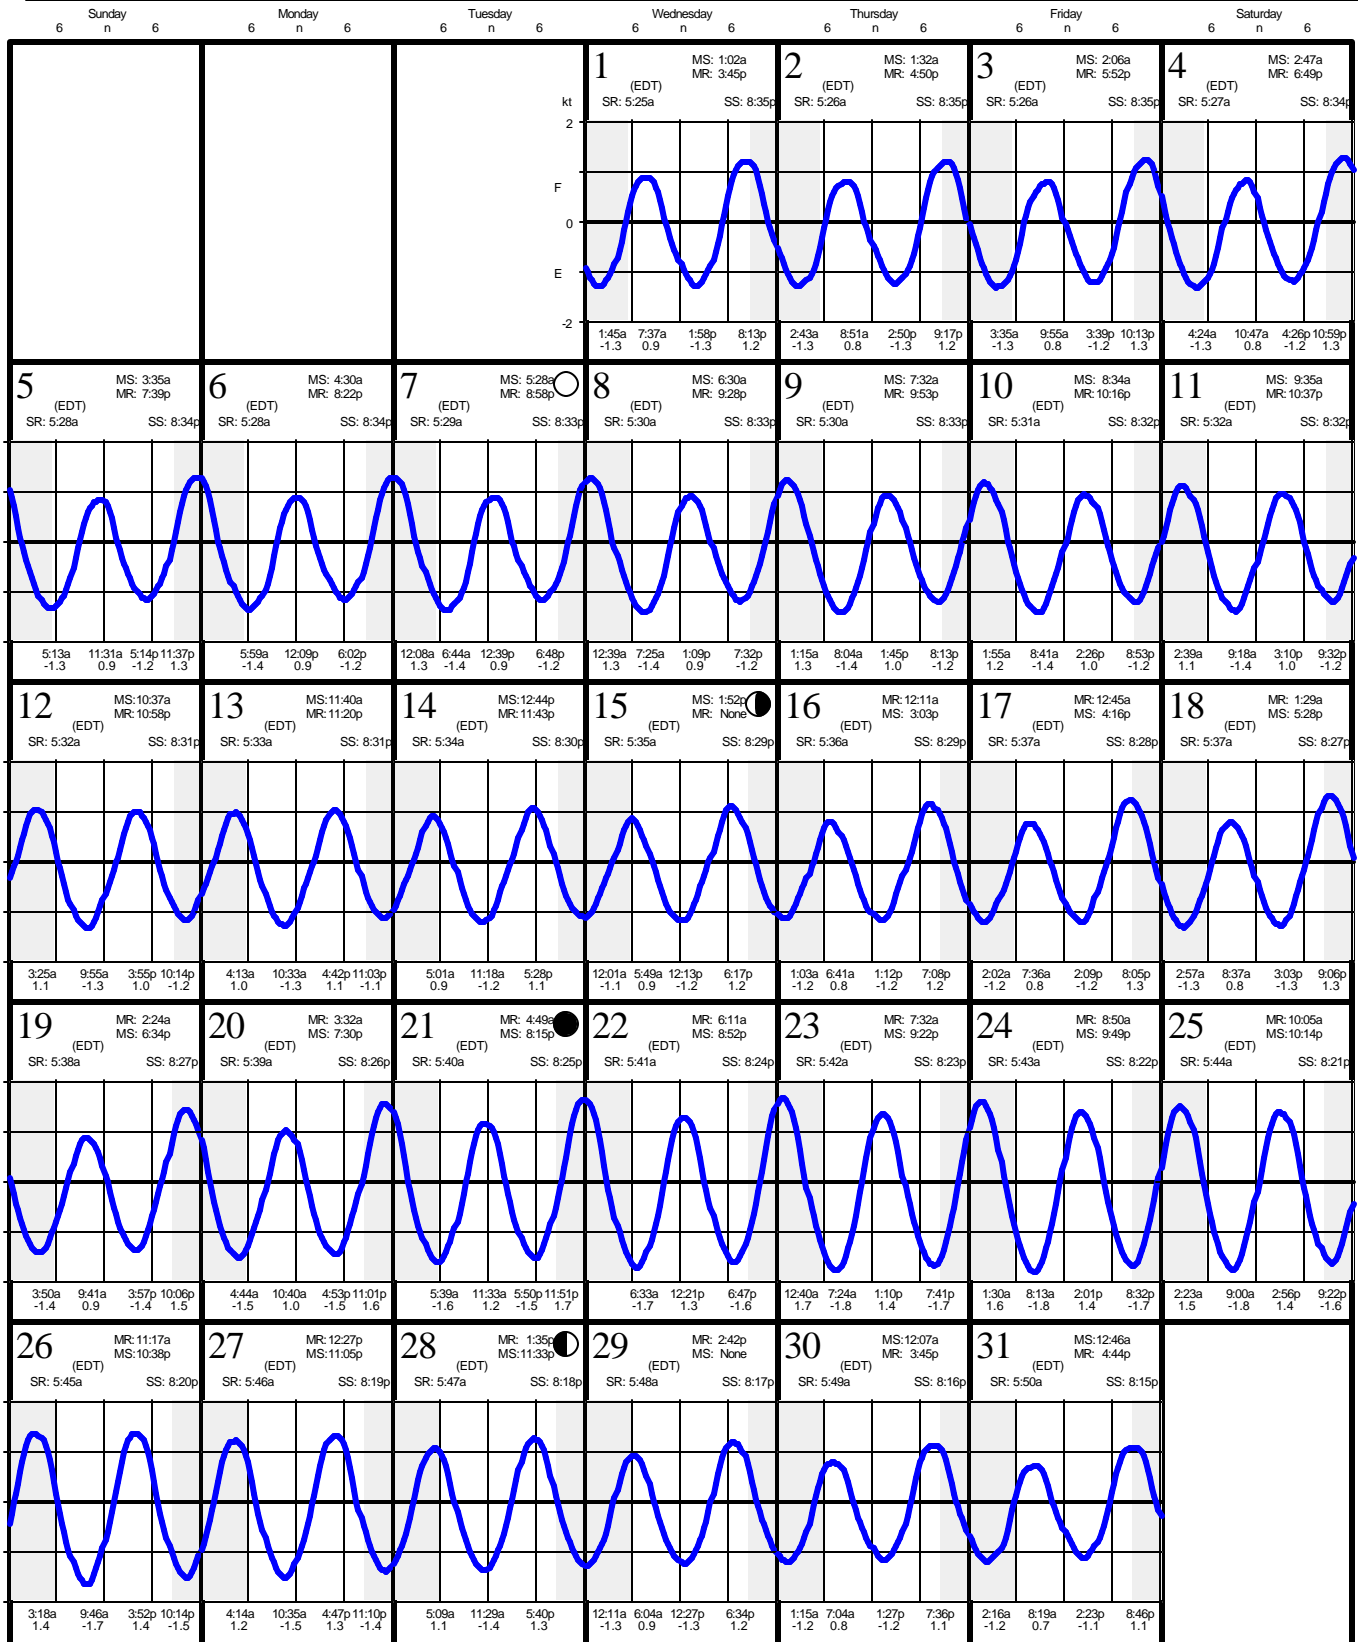 Sunday Monday Tuesday Wednesday Thursday Friday Saturday
6 n 6 6 n 6 6 n 6 6 n 6 6 n 6 6 n 6 6 n 6
1 MS: 1:02a
MR: 3:45p
(EDT)
SR: 5:25a SS: 8:35p
2 MS: 1:32a
MR: 4:50p
(EDT)
SR: 5:26a SS: 8:35p
3 MS: 2:06a
MR: 5:52p
(EDT)
SR: 5:26a SS: 8:35p
4 MS: 2:47a
MR: 6:49p
(EDT)
SR: 5:27a SS: 8:34p
kt
2
F
0
E
-2
1:45a 7:37a 1:58p 8:13p
-1.3 0.9 -1.3 1.2
2:43a 8:51a 2:50p 9:17p
-1.3 0.8 -1.3 1.2
3:35a 9:55a 3:39p 10:13p
-1.3 0.8 -1.2 1.3
4:24a 10:47a 4:26p 10:59p
-1.3 0.8 -1.2 1.3
5 MS: 3:35a
MR: 7:39p
(EDT)
SR: 5:28a SS: 8:34p
6 MS: 4:30a
MR: 8:22p
(EDT)
SR: 5:28a SS: 8:34p
7 MS: 5:28a
MR: 8:58p
(EDT)
SR: 5:29a SS: 8:33p
8 MS: 6:30a
MR: 9:28p
(EDT)
SR: 5:30a SS: 8:33p
9 MS: 7:32a
MR: 9:53p
(EDT)
SR: 5:30a SS: 8:33p
10 MS: 8:34a
MR: 10:16p
(EDT)
SR: 5:31a SS: 8:32p
11 MS: 9:35a
MR: 10:37p
(EDT)
SR: 5:32a SS: 8:32p
5:13a 11:31a 5:14p 11:37p
-1.3 0.9 -1.2 1.3
5:59a 12:09p 6:02p
-1.4 0.9 -1.2
12:08a 6:44a 12:39p 6:48p
1.3 -1.4 0.9 -1.2
12:39a 7:25a 1:09p 7:32p
1.3 -1.4 0.9 -1.2
1:15a 8:04a 1:45p 8:13p
1.3 -1.4 1.0 -1.2
1:55a 8:41a 2:26p 8:53p
1.2 -1.4 1.0 -1.2
2:39a 9:18a 3:10p 9:32p
1.1 -1.4 1.0 -1.2
12 MS:10:37a
MR:10:58p
(EDT)
SR: 5:32a SS: 8:31p
13 MS:11:40a
MR: 11:20p
(EDT)
SR: 5:33a SS: 8:31p
14 MS:12:44p
MR:11:43p
(EDT)
SR: 5:34a SS: 8:30p
15 MS: 1:52p
MR: None
(EDT)
SR: 5:35a SS: 8:29p
16 MR:12:11a
MS: 3:03p
(EDT)
SR: 5:36a SS: 8:29p
17 MR:12:45a
MS: 4:16p
(EDT)
SR: 5:37a SS: 8:28p
18 MR: 1:29a
MS: 5:28p
(EDT)
SR: 5:37a SS: 8:27p
3:25a 9:55a 3:55p 10:14p
1.1 -1.3 1.0 -1.2
4:13a 10:33a 4:42p 11:03p
1.0 -1.3 1.1 -1.1
5:01a 11:18a 5:28p
0.9 -1.2 1.1
12:01a 5:49a 12:13p 6:17p
-1.1 0.9 -1.2 1.2
1:03a 6:41a 1:12p 7:08p
-1.2 0.8 -1.2 1.2
2:02a 7:36a 2:09p 8:05p
-1.2 0.8 -1.2 1.3
2:57a 8:37a 3:03p 9:06p
-1.3 0.8 -1.3 1.3
19 MR: 2:24a
MS: 6:34p
(EDT)
SR: 5:38a SS: 8:27p
20 MR: 3:32a
MS: 7:30p
(EDT)
SR: 5:39a SS: 8:26p
21 MR: 4:49a
MS: 8:15p
(EDT)
SR: 5:40a SS: 8:25p
22 MR: 6:11a
MS: 8:52p
(EDT)
SR: 5:41a SS: 8:24p
23 MR: 7:32a
MS: 9:22p
(EDT)
SR: 5:42a SS: 8:23p
24 MR: 8:50a
MS: 9:49p
(EDT)
SR: 5:43a SS: 8:22p
25 MR:10:05a
MS:10:14p
(EDT)
SR: 5:44a SS: 8:21p
3:50a 9:41a 3:57p 10:06p
-1.4 0.9 -1.4 1.5
4:44a 10:40a 4:53p 11:01p
-1.5 1.0 -1.5 1.6
5:39a 11:33a 5:50p 11:51p
-1.6 1.2 -1.5 1.7
6:33a 12:21p 6:47p
-1.7 1.3 -1.6
12:40a 7:24a 1:10p 7:41p
1.7 -1.8 1.4 -1.7
1:30a 8:13a 2:01p 8:32p
1.6 -1.8 1.4 -1.7
2:23a 9:00a 2:56p 9:22p
1.5 -1.8 1.4 -1.6
26 MR:11:17a
MS:10:38p
(EDT)
SR: 5:45a SS: 8:20p
27 MR:12:27p
MS:11:05p
(EDT)
SR: 5:46a SS: 8:19p
28 MR: 1:35p
MS:11:33p
(EDT)
SR: 5:47a SS: 8:18p
29 MR: 2:42p
MS: None
(EDT)
SR: 5:48a SS: 8:17p
30 MS:12:07a
MR: 3:45p
(EDT)
SR: 5:49a SS: 8:16p
31 MS:12:46a
MR: 4:44p
(EDT)
SR: 5:50a SS: 8:15p
3:18a 9:46a 3:52p 10:14p
1.4 -1.7 1.4 -1.5
4:14a 10:35a 4:47p 11:10p
1.2 -1.5 1.3 -1.4
5:09a 11:29a 5:40p
1.1 -1.4 1.3
12:11a 6:04a 12:27p 6:34p
-1.3 0.9 -1.3 1.2
1:15a 7:04a 1:27p 7:36p
-1.2 0.8 -1.2 1.1
2:16a 8:19a 2:23p 8:46p
-1.2 0.7 -1.1 1.1